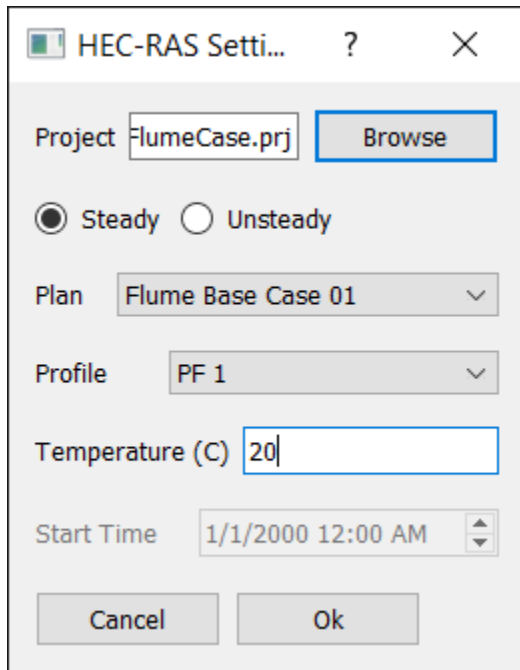 HEC-RAS Setti... ?
Project FlumeCase.prj Browse
Steady Unsteady
Plan Flume Base Case 01
Profile PF 1
Temperature (C) 20
Start Time 1/1/2000 12:00 AM
Cancel Ok